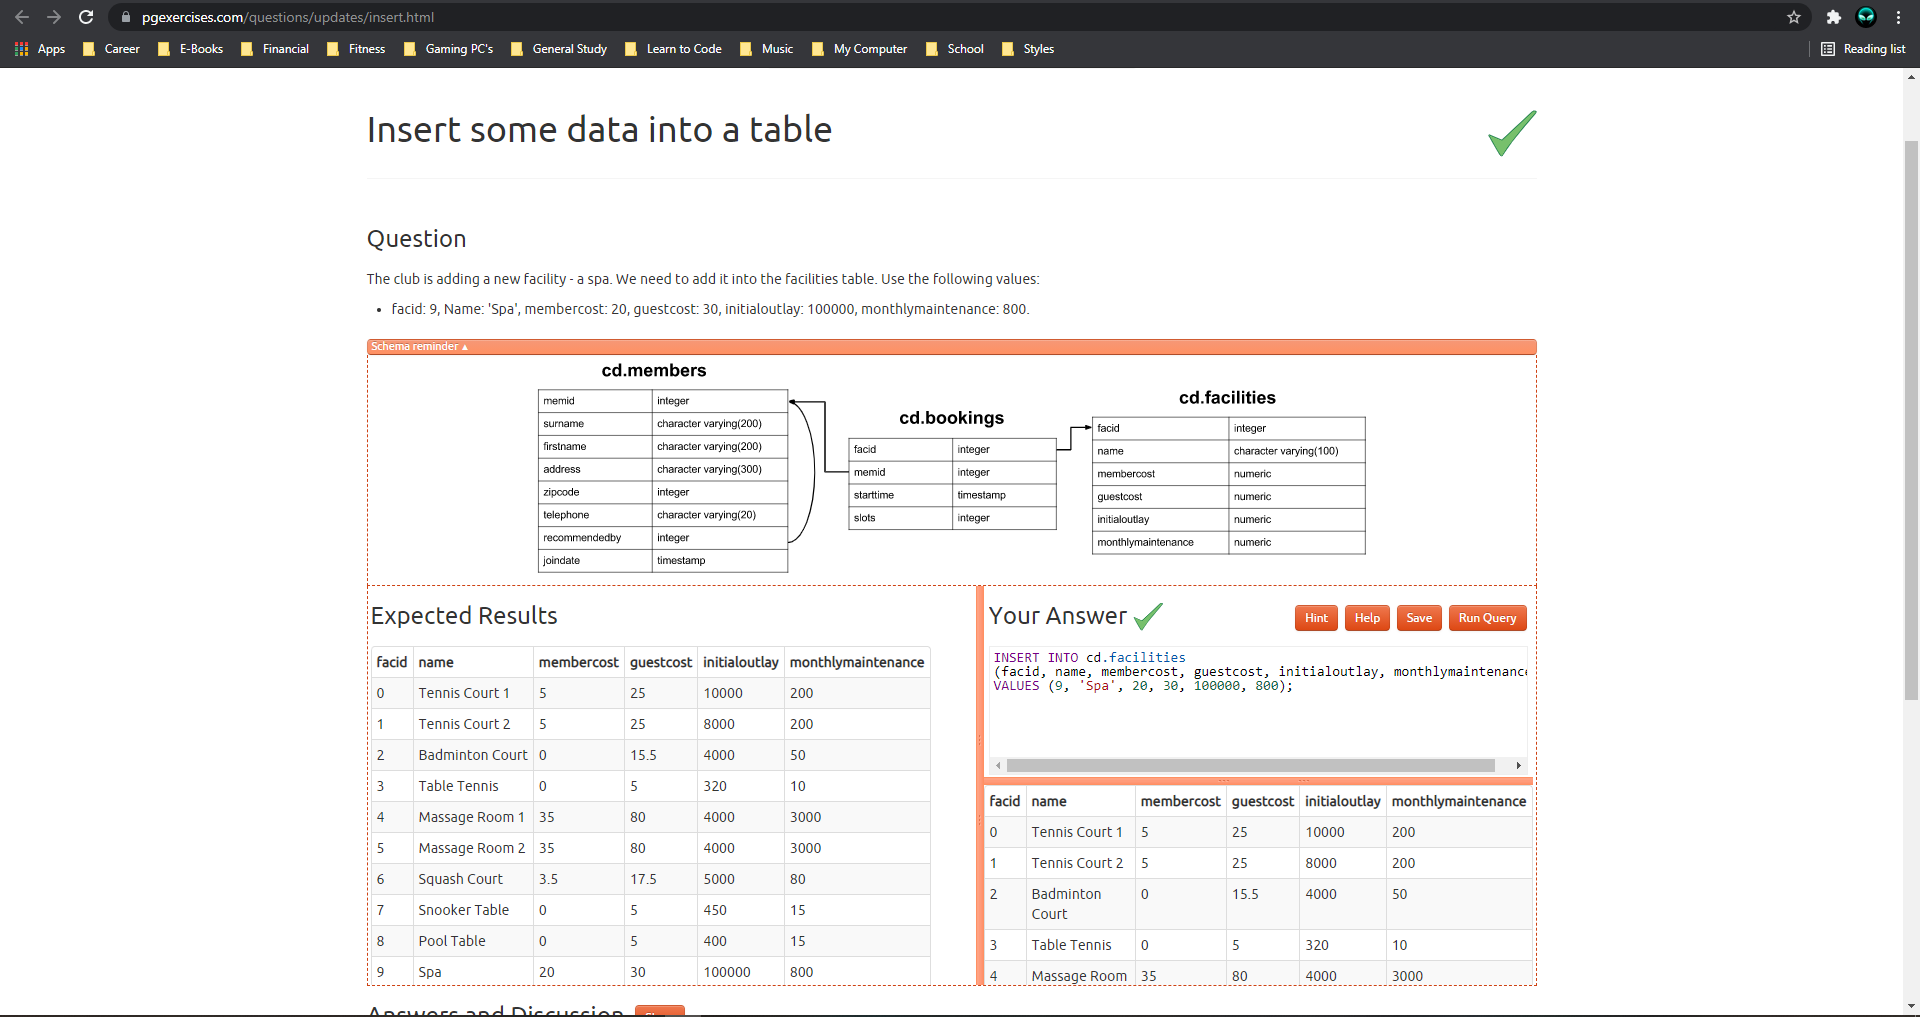 pgexercises.com/questions/updates/insert.html
Apps Career E-Books Financial Fitness Gaming PC's General Study Learn to Code Music My Computer School Styles Reading list
Insert some data into a table
Question
The club is adding a new facility - a spa. We need to add it into the facilities table. Use the following values:
• facid: 9, Name: 'Spa', membercost: 20, guestcost: 30, initialoutlay: 100000, monthlymaintenance: 800.
Schema reminder ▴
cd.members
memid integer
surname character varying(200)
firstname character varying(200)
address character varying(300)
zipcode integer
telephone character varying(20)
recommendedby integer
joindate timestamp
cd.bookings
facid integer
memid integer
starttime timestamp
slots integer
cd.facilities
facid integer
name character varying(100)
membercost numeric
guestcost numeric
initialoutlay numeric
monthlymaintenance numeric
Expected Results
facid name membercost guestcost initialoutlay monthlymaintenance
0 Tennis Court 1 5 25 10000 200
1 Tennis Court 2 5 25 8000 200
2 Badminton Court 0 15.5 4000 50
3 Table Tennis 0 5 320 10
4 Massage Room 1 35 80 4000 3000
5 Massage Room 2 35 80 4000 3000
6 Squash Court 3.5 17.5 5000 80
7 Snooker Table 0 5 450 15
8 Pool Table 0 5 400 15
9 Spa 20 30 100000 800
Your Answer
Hint Help Save Run Query
INSERT INTO cd.facilities
(facid, name, membercost, guestcost, initialoutlay, monthlymaintenanc
VALUES (9, 'Spa', 20, 30, 100000, 800);
facid name membercost guestcost initialoutlay monthlymaintenance
0 Tennis Court 1 5 25 10000 200
1 Tennis Court 2 5 25 8000 200
2 Badminton Court 0 15.5 4000 50
3 Table Tennis 0 5 320 10
4 Massage Room 35 80 4000 3000
Answers and Discussion